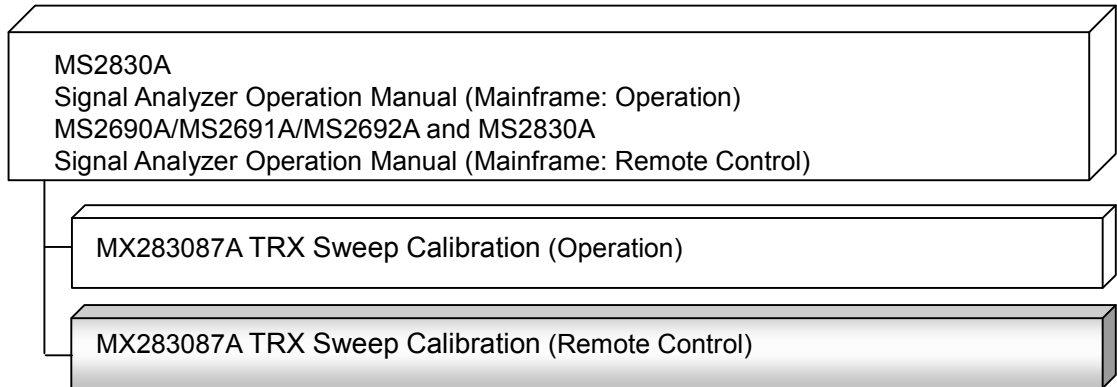 MS2830A
Signal Analyzer Operation Manual (Mainframe: Operation)
MS2690A/MS2691A/MS2692A and MS2830A
Signal Analyzer Operation Manual (Mainframe: Remote Control)
MX283087A TRX Sweep Calibration (Operation)
MX283087A TRX Sweep Calibration (Remote Control)